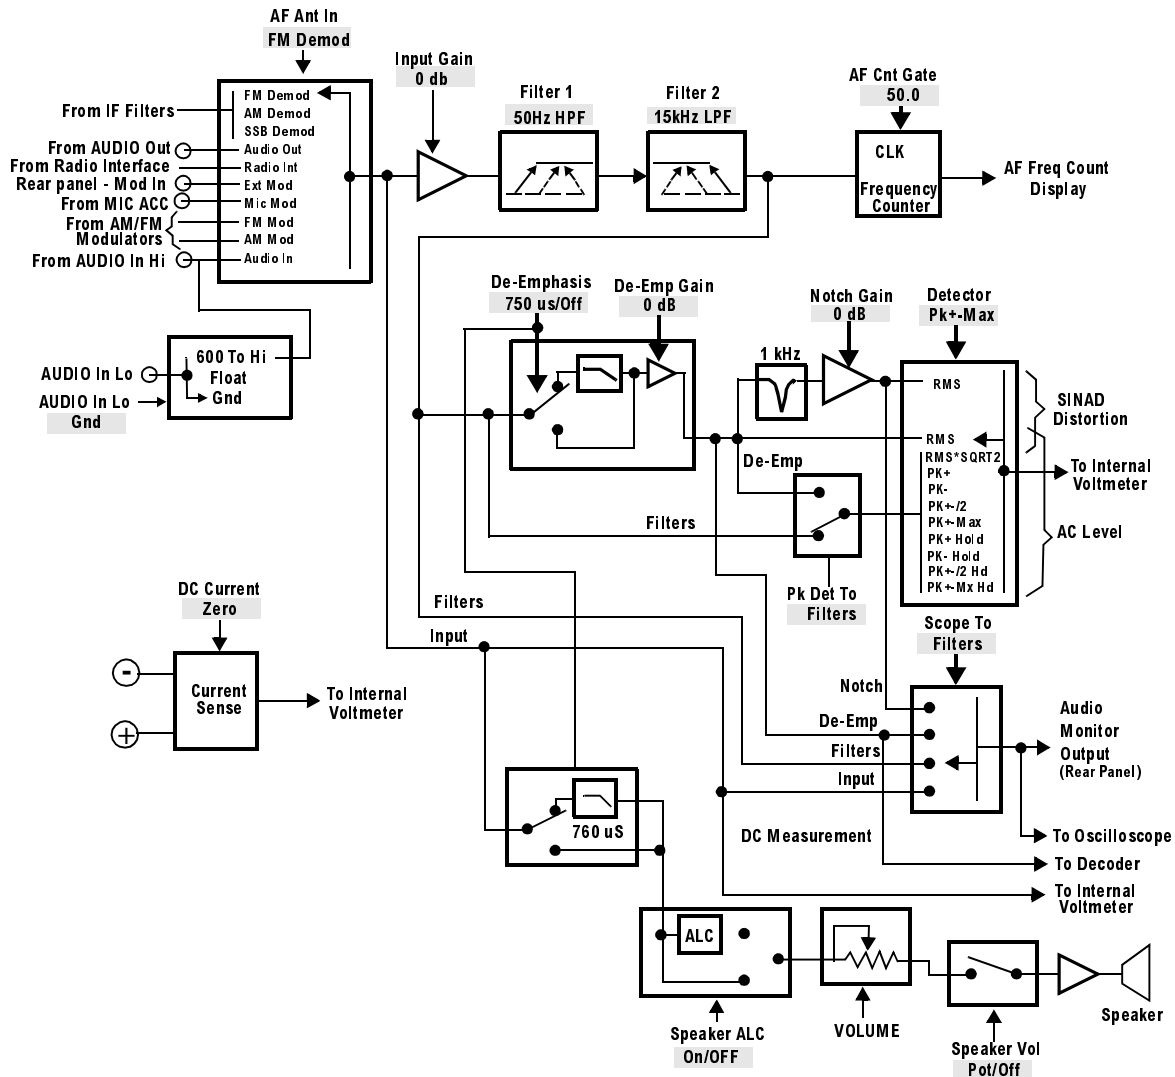 AF Ant In
FM Demod
Input Gain
0 db
Filter 1
50Hz HPF
Filter 2
15kHz LPF
AF Cnt Gate
50.0
From IF Filters
FM Demod
AM Demod
SSB Demod
From AUDIO Out
Audio Out
From Radio Interface
Radio Int
Rear panel - Mod In
Ext Mod
From MIC ACC
Mic Mod
From AM/FM
Modulators
FM Mod
AM Mod
From AUDIO In Hi
Audio In
CLK
Frequency
Counter
AF Freq Count
Display
De-Emphasis
750 us/Off
De-Emp Gain
0 dB
Notch Gain
0 dB
Detector
Pk+-Max
600 To Hi
Float
Gnd
AUDIO In Lo
AUDIO In Lo
Gnd
1 kHz
RMS
RMS
RMS*SQRT2
PK+
PK-
PK+-/2
PK+-Max
PK+ Hold
PK- Hold
PK+-/2 Hd
PK+-Mx Hd
SINAD
Distortion
To Internal
Voltmeter
AC Level
De-Emp
Filters
Pk Det To
Filters
DC Current
Zero
-
+
Current
Sense
To Internal
Voltmeter
Filters
Input
Scope To
Filters
Notch
De-Emp
Filters
Input
Audio
Monitor
Output
(Rear Panel)
760 uS
DC Measurement
To Oscilloscope
To Decoder
To Internal
Voltmeter
ALC
Speaker ALC
On/OFF
VOLUME
Speaker Vol
Pot/Off
Speaker